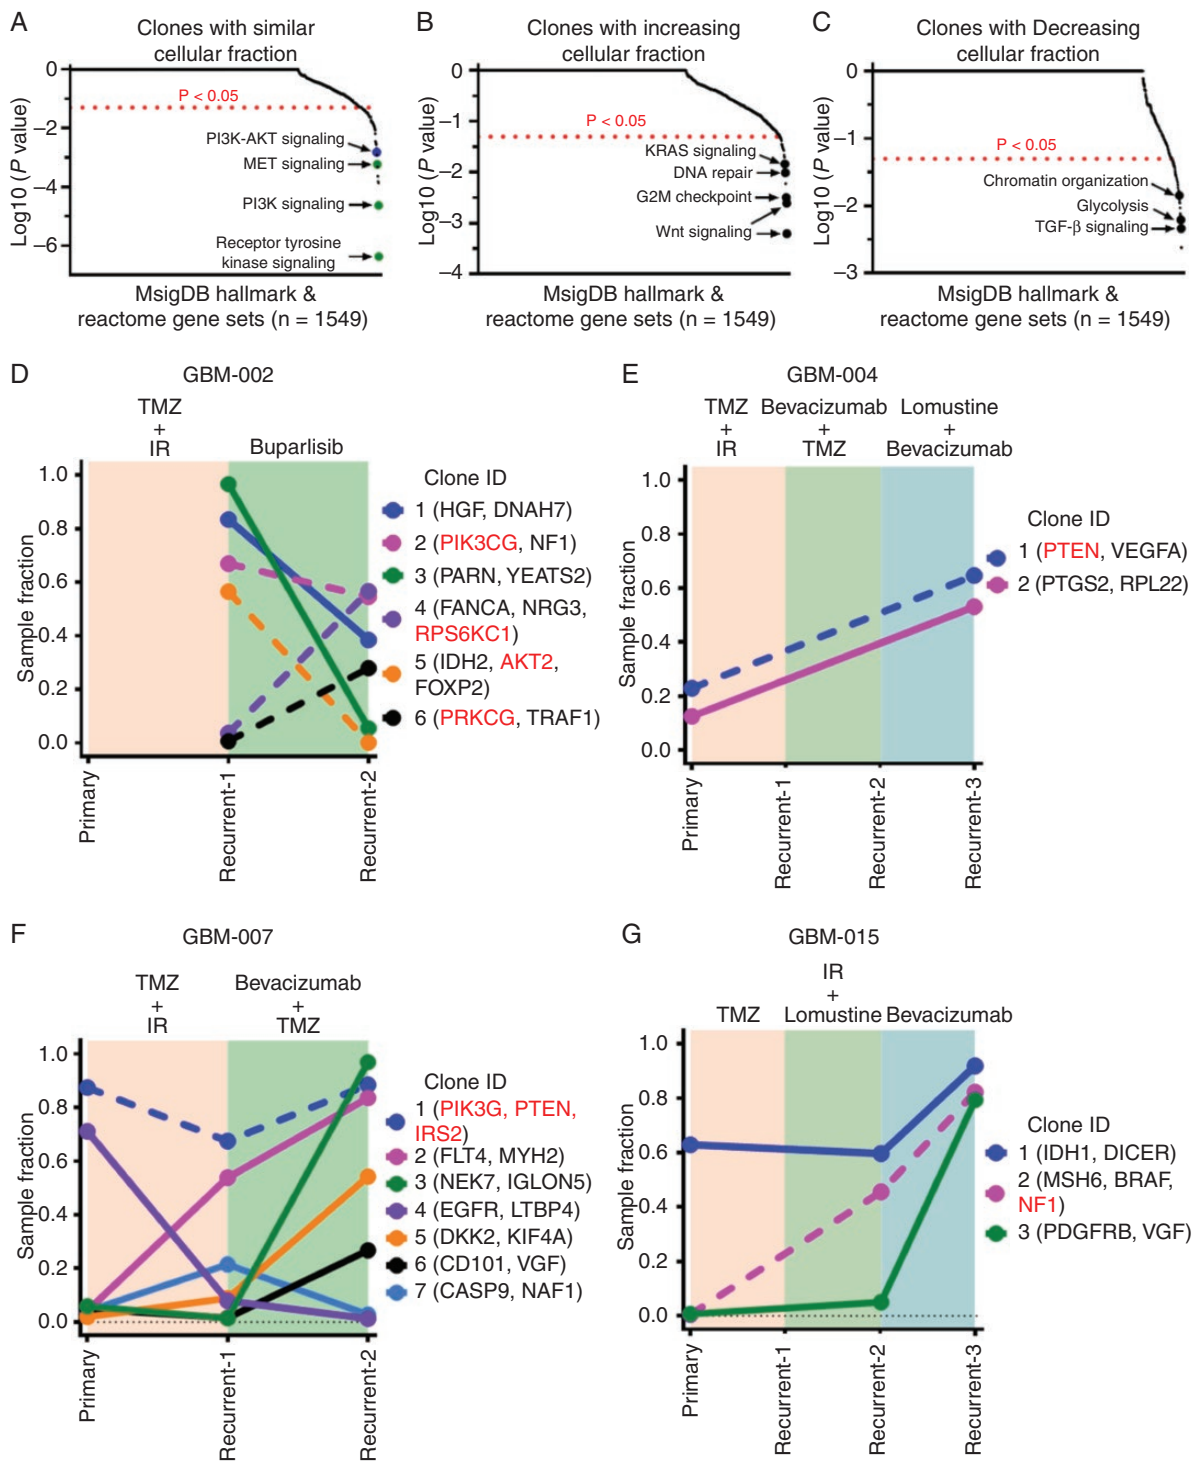 A
Clones with similar
cellular fraction
0
–2
–4
–6
Log10 (P value)
P < 0.05
PI3K-AKT signaling
MET signaling
PI3K signaling
Receptor tyrosine
kinase signaling
MsigDB hallmark &
reactome gene sets (n = 1549)
B
Clones with increasing
cellular fraction
0
–1
–2
–3
–4
Log10 (P value)
P < 0.05
KRAS signaling
DNA repair
G2M checkpoint
Wnt signaling
MsigDB hallmark &
reactome gene sets (n = 1549)
C
Clones with Decreasing
cellular fraction
0
–1
–2
–3
Log10 (P value)
P < 0.05
Chromatin organization
Glycolysis
TGF-β signaling
MsigDB hallmark &
reactome gene sets (n = 1549)
D
GBM-002
TMZ
+
IR
Buparlisib
1.0
0.8
0.6
0.4
0.2
0.0
Sample fraction
Primary
Recurrent-1
Recurrent-2
Clone ID
1 (HGF, DNAH7)
2 (PIK3CG, NF1)
3 (PARN, YEATS2)
4 (FANCA, NRG3,
RPS6KC1)
5 (IDH2, AKT2,
FOXP2)
6 (PRKCG, TRAF1)
E
GBM-004
TMZ
+
IR
Bevacizumab
+
TMZ
Lomustine
+
Bevacizumab
1.0
0.8
0.6
0.4
0.2
0.0
Sample fraction
Primary
Recurrent-1
Recurrent-2
Recurrent-3
Clone ID
1 (PTEN, VEGFA)
2 (PTGS2, RPL22)
F
GBM-007
TMZ
+
IR
Bevacizumab
+
TMZ
1.0
0.8
0.6
0.4
0.2
0.0
Sample fraction
Primary
Recurrent-1
Recurrent-2
Clone ID
1 (PIK3G, PTEN,
IRS2)
2 (FLT4, MYH2)
3 (NEK7, IGLON5)
4 (EGFR, LTBP4)
5 (DKK2, KIF4A)
6 (CD101, VGF)
7 (CASP9, NAF1)
G
GBM-015
TMZ
IR
+
Lomustine
Bevacizumab
1.0
0.8
0.6
0.4
0.2
0.0
Sample fraction
Primary
Recurrent-1
Recurrent-2
Recurrent-3
Clone ID
1 (IDH1, DICER)
2 (MSH6, BRAF,
NF1)
3 (PDGFRB, VGF)